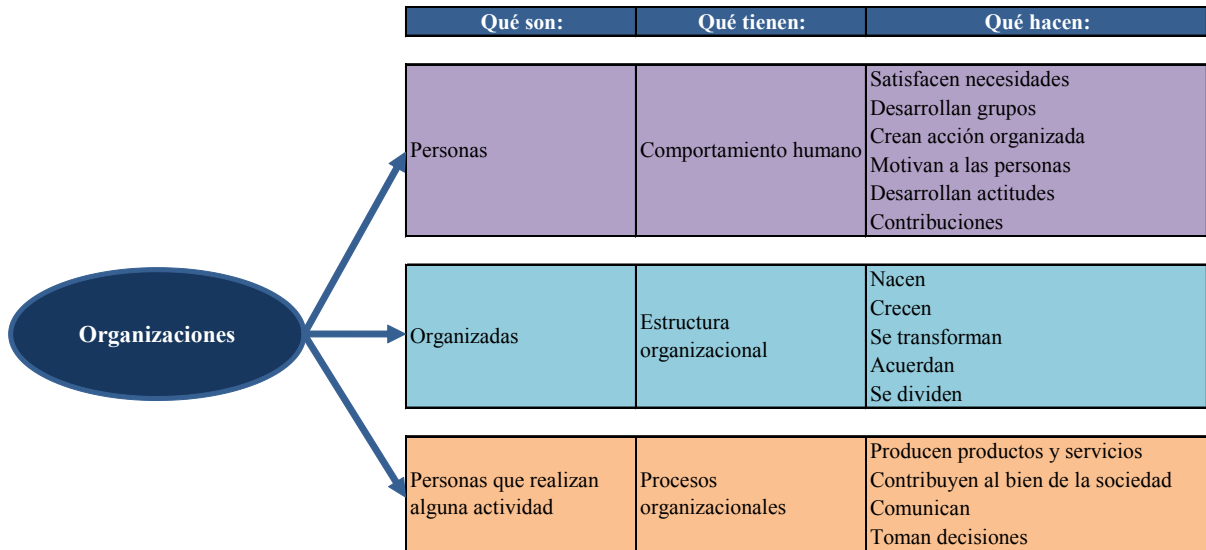 Qué son:
Qué tienen:
Qué hacen:
Personas
Comportamiento humano
Satisfacen necesidades
Desarrollan grupos
Crean acción organizada
Motivan a las personas
Desarrollan actitudes
Contribuciones
Organizaciones
Organizadas
Estructura
organizacional
Nacen
Crecen
Se transforman
Acuerdan
Se dividen
Personas que realizan
alguna actividad
Procesos
organizacionales
Producen productos y servicios
Contribuyen al bien de la sociedad
Comunican
Toman decisiones